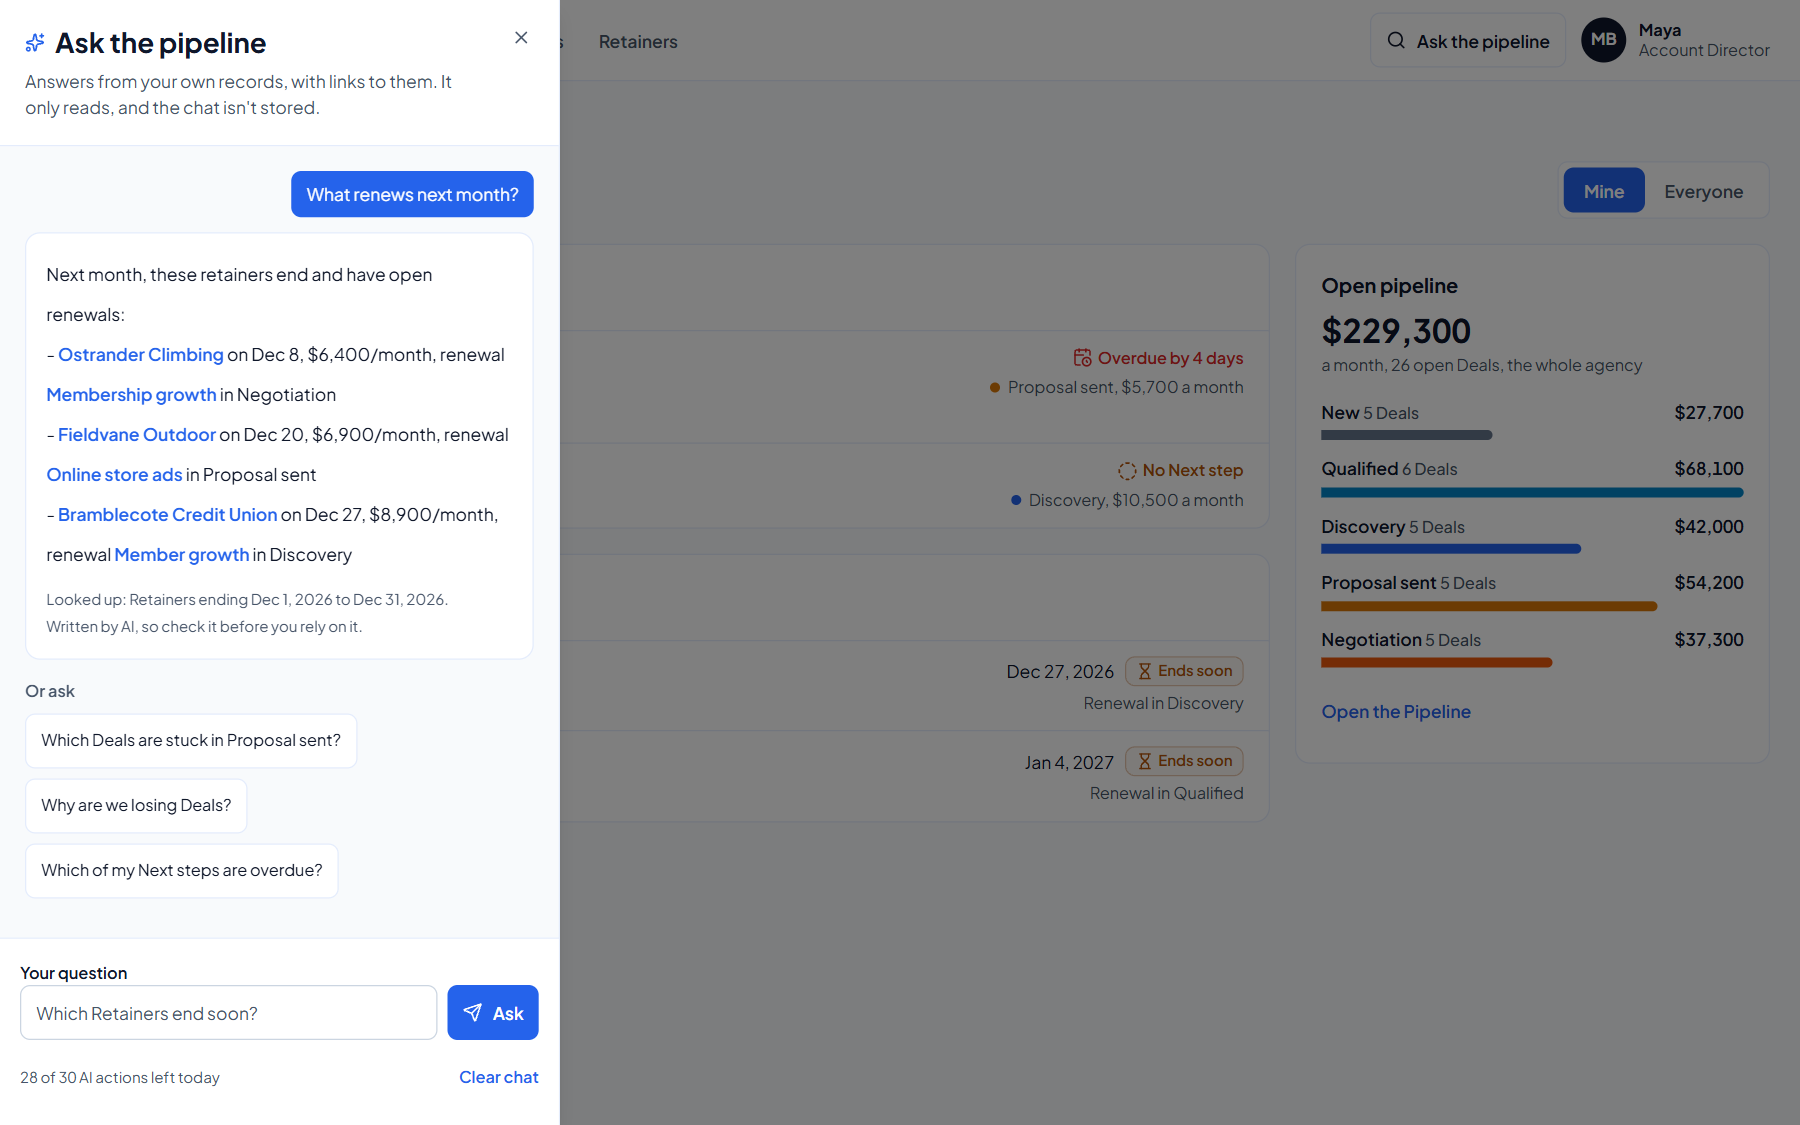 Ask the pipeline
Answers from your own records, with links to them. It
only reads, and the chat isn't stored.
What renews next month?
Next month, these retainers end and have open
renewals:
- Ostrander Climbing on Dec 8, $6,400/month, renewal
Membership growth in Negotiation
- Fieldvane Outdoor on Dec 20, $6,900/month, renewal
Online store ads in Proposal sent
- Bramblecote Credit Union on Dec 27, $8,900/month,
renewal Member growth in Discovery
Looked up: Retainers ending Dec 1, 2026 to Dec 31, 2026.
Written by AI, so check it before you rely on it.
Or ask
Which Deals are stuck in Proposal sent?
Why are we losing Deals?
Which of my Next steps are overdue?
Your question
Which Retainers end soon?
Ask
28 of 30 AI actions left today
Clear chat
Retainers
Ask the pipeline
MB
Maya
Account Director
Mine
Everyone
Overdue by 4 days
Proposal sent, $5,700 a month
No Next step
Discovery, $10,500 a month
Dec 27, 2026
Ends soon
Renewal in Discovery
Jan 4, 2027
Ends soon
Renewal in Qualified
Open pipeline
$229,300
a month, 26 open Deals, the whole agency
New 5 Deals
$27,700
Qualified 6 Deals
$68,100
Discovery 5 Deals
$42,000
Proposal sent 5 Deals
$54,200
Negotiation 5 Deals
$37,300
Open the Pipeline